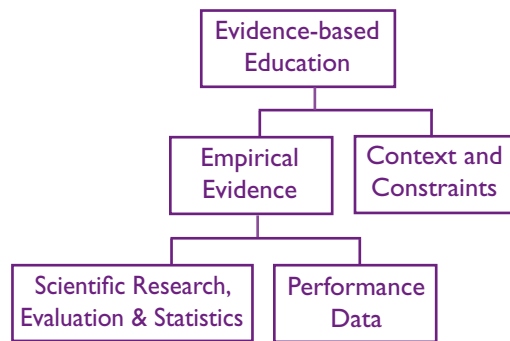 Evidence-based
Education
Empirical
Evidence
Context and
Constraints
Scientific Research,
Evaluation & Statistics
Performance
Data